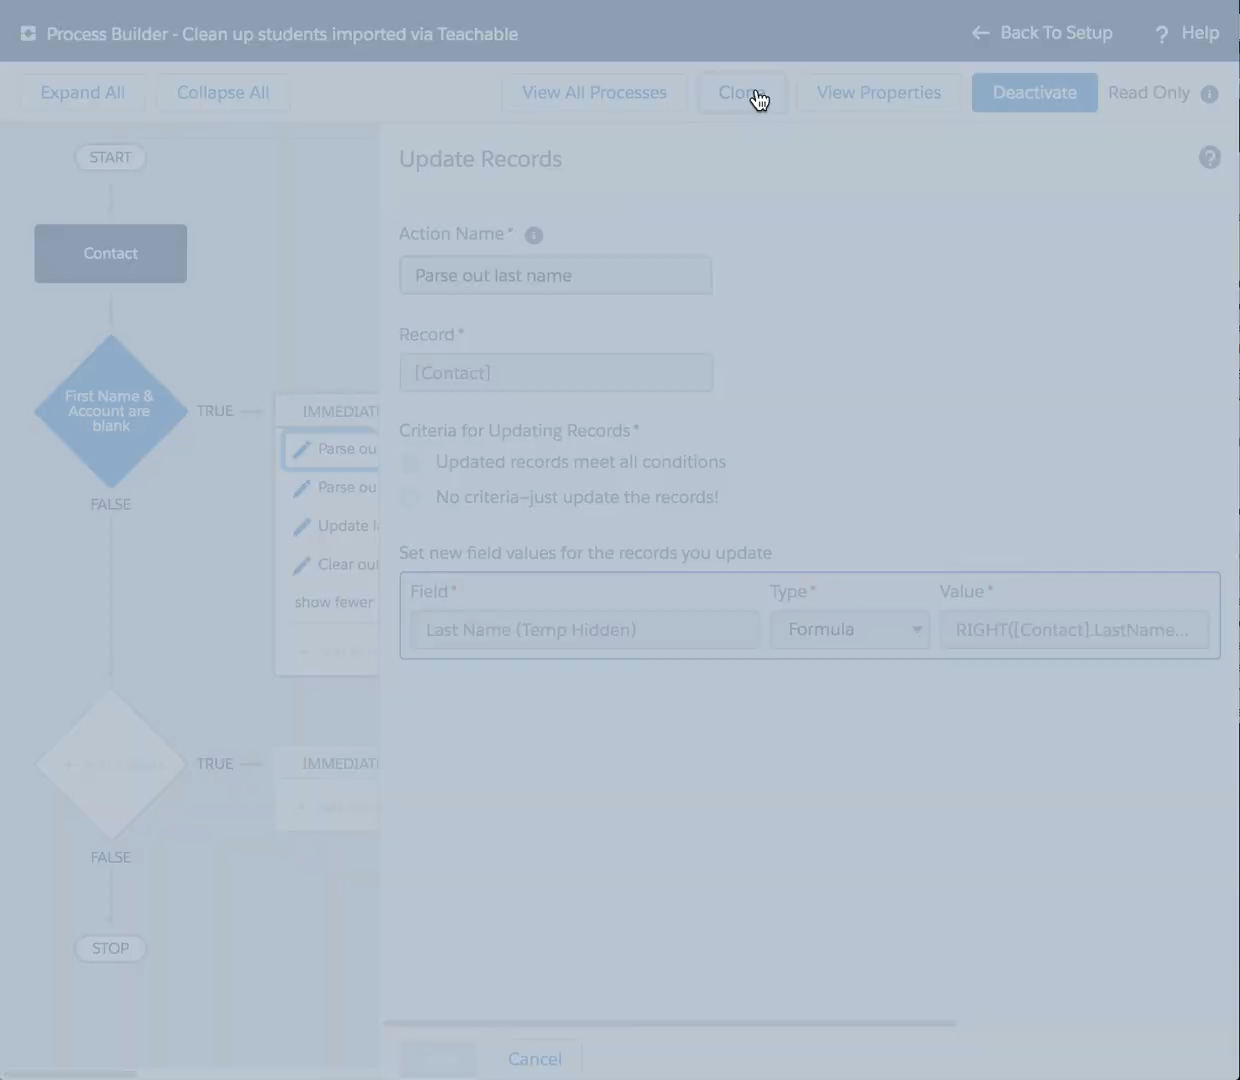 Process Builder - Clean up students imported via Teachable
Back To Setup
? Help
Expand All
Collapse All
View All Processes
View Properties
Deactivate
Read Only
START
Update Records
Contact
Action Name*
Parse out last name
Record*
[Contact]
First Name &
Account are
blank
TRUE
IMMEDIAT
Criteria for Updating Records*
Parse ou
Updated records meet all conditions
Parse ou
No criteria—just update the records!
FALSE
Update l
Set new field values for the records you update
Clear ou
Field*
Type*
Value*
show fewer
Last Name (Temp Hidden)
Formula
RIGHT([Contact].LastName...
TRUE
IMMEDIAT
FALSE
STOP
Cancel